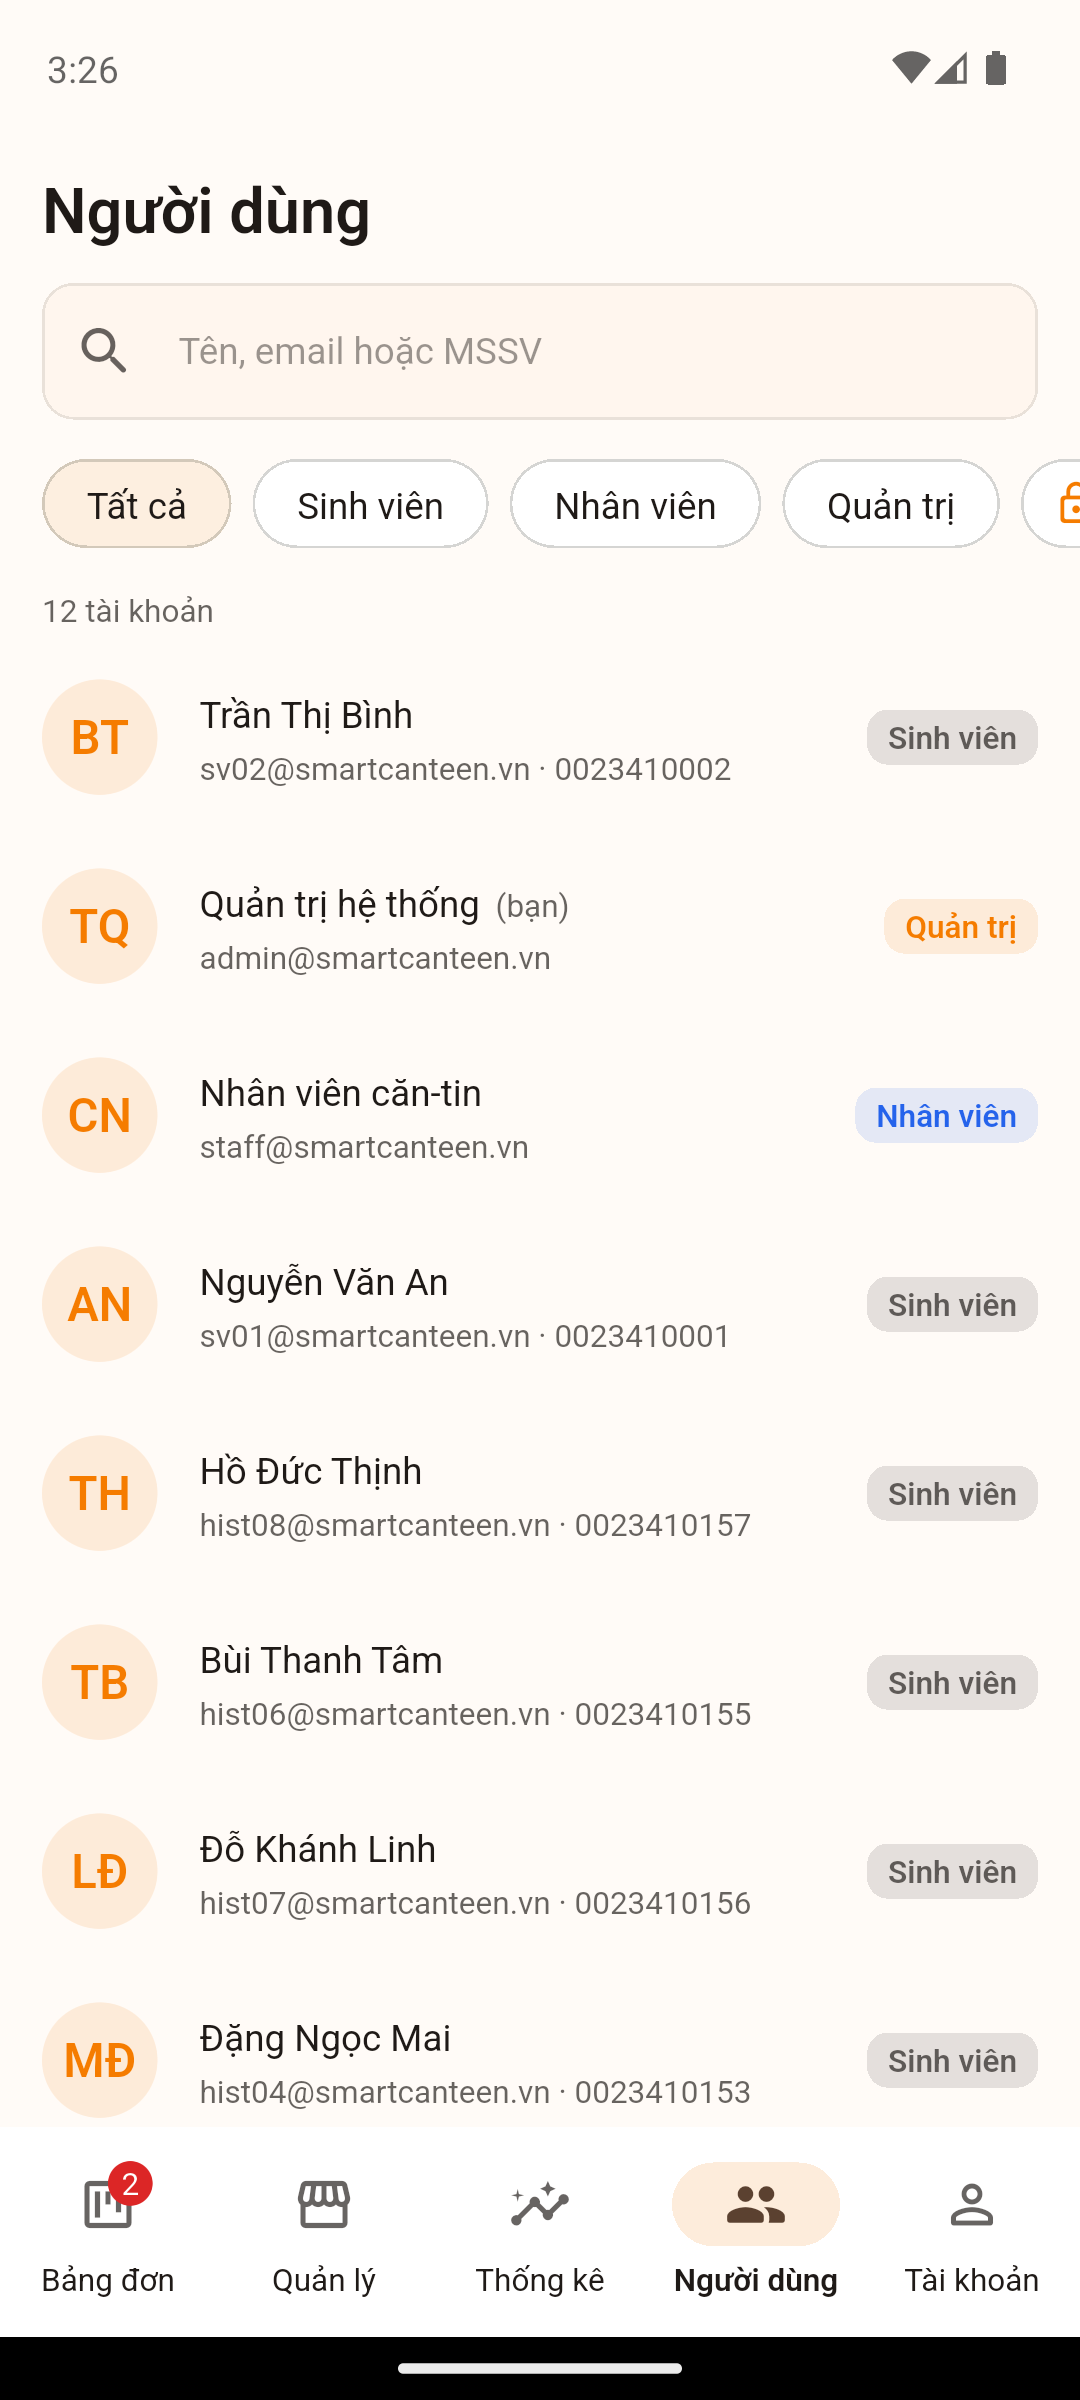 3:26
Người dùng
Tên, email hoặc MSSV
Tất cả
Sinh viên
Nhân viên
Quản trị
12 tài khoản
BT
Trần Thị Bình
sv02@smartcanteen.vn · 0023410002
Sinh viên
TQ
Quản trị hệ thống (bạn)
admin@smartcanteen.vn
Quản trị
CN
Nhân viên căn-tin
staff@smartcanteen.vn
Nhân viên
AN
Nguyễn Văn An
sv01@smartcanteen.vn · 0023410001
Sinh viên
TH
Hồ Đức Thịnh
hist08@smartcanteen.vn · 0023410157
Sinh viên
TB
Bùi Thanh Tâm
hist06@smartcanteen.vn · 0023410155
Sinh viên
LĐ
Đỗ Khánh Linh
hist07@smartcanteen.vn · 0023410156
Sinh viên
MĐ
Đặng Ngọc Mai
hist04@smartcanteen.vn · 0023410153
Sinh viên
2
Bảng đơn
Quản lý
Thống kê
Người dùng
Tài khoản